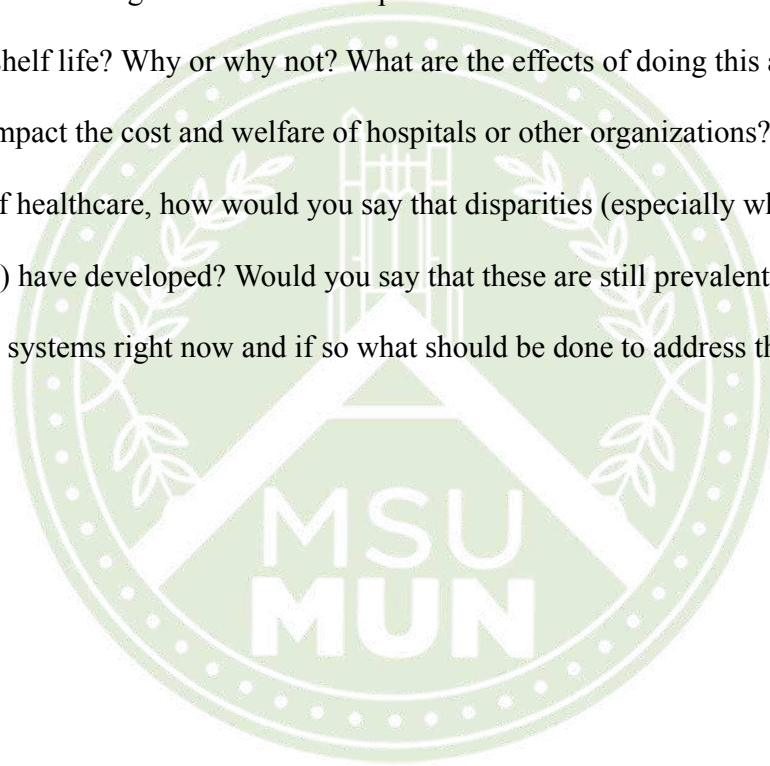 shelf life? Why or why not? What are the effects of doing this
mpact the cost and welfare of hospitals or other organizations?
f healthcare, how would you say that disparities (especially
) have developed? Would you say that these are still prevalent
systems right now and if so what should be done to address
MSU
MUN